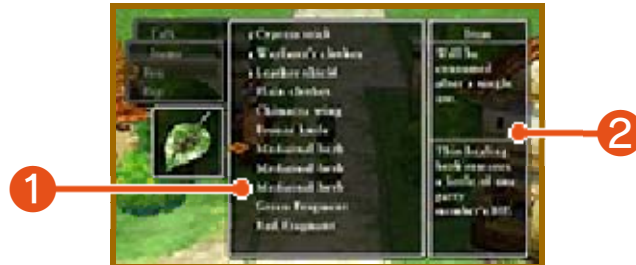 Talk
Items
Cypress stick
Wayfarer's clothes
Leather shield
Plain clothes
Chimaera wing
Bronze knife
Medicinal herb
Medicinal herb
Medicinal herb
Green Fragment
Red Fragment
Item
Will be
consumed
after a single
use.
This healing
herb restores
a little of one
party
member's HP.
1
2